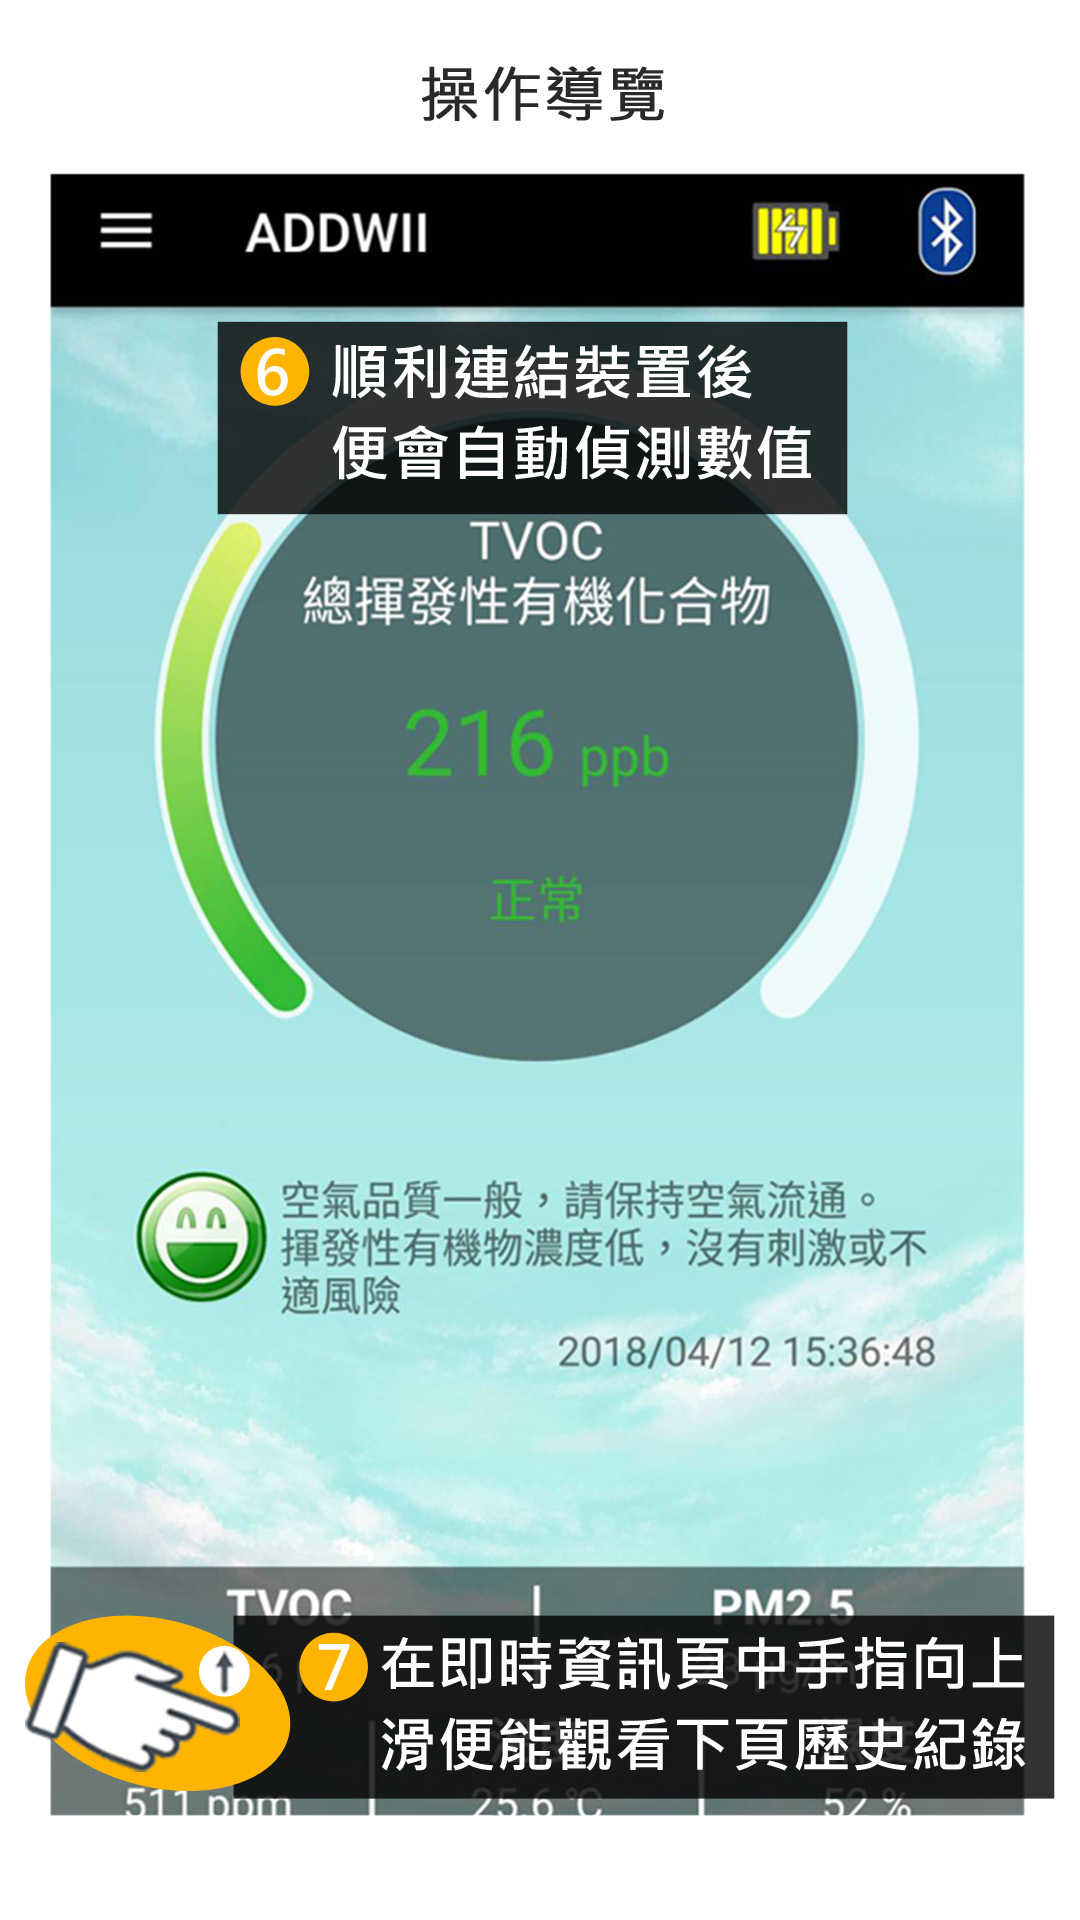 操作導覽
ADDWII
6 順利連結裝置後
便會自動偵測數值
TVOC
總揮發性有機化合物
216 ppb
正常
空氣品質一般，請保持空氣流通。
揮發性有機物濃度低，沒有刺激或不
適風險
2018/04/12 15:36:48
TVOC | PM2.5
7 在即時資訊頁中手指向上
滑便能觀看下頁歷史紀錄
511 ppm | 25.6 °C | 52 %